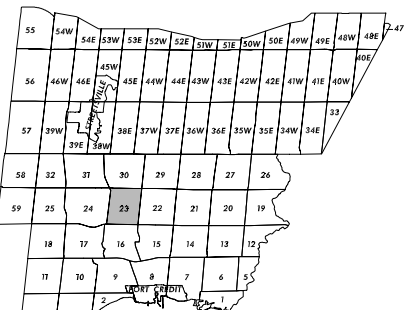 55 54W 54E 53W 53E 52W 52E 51W 51E 50W 50E 49W 49E 48W 48E 47
40E
45W
56 46W 46E 45E 44W 44E 43W 43E 42W 42E 41W 41E 40W
STREETSVILLE
33
57 39W 38E 37W 37E 36W 36E 35W 35E 34W 34E
39E 38W
58 32 31 30 29 28 27 26
59 25 24 23 22 21 20 19
18 17 16 15 14 13 12
11 10 9 8 7 6 5
PORT CREDIT
2 1